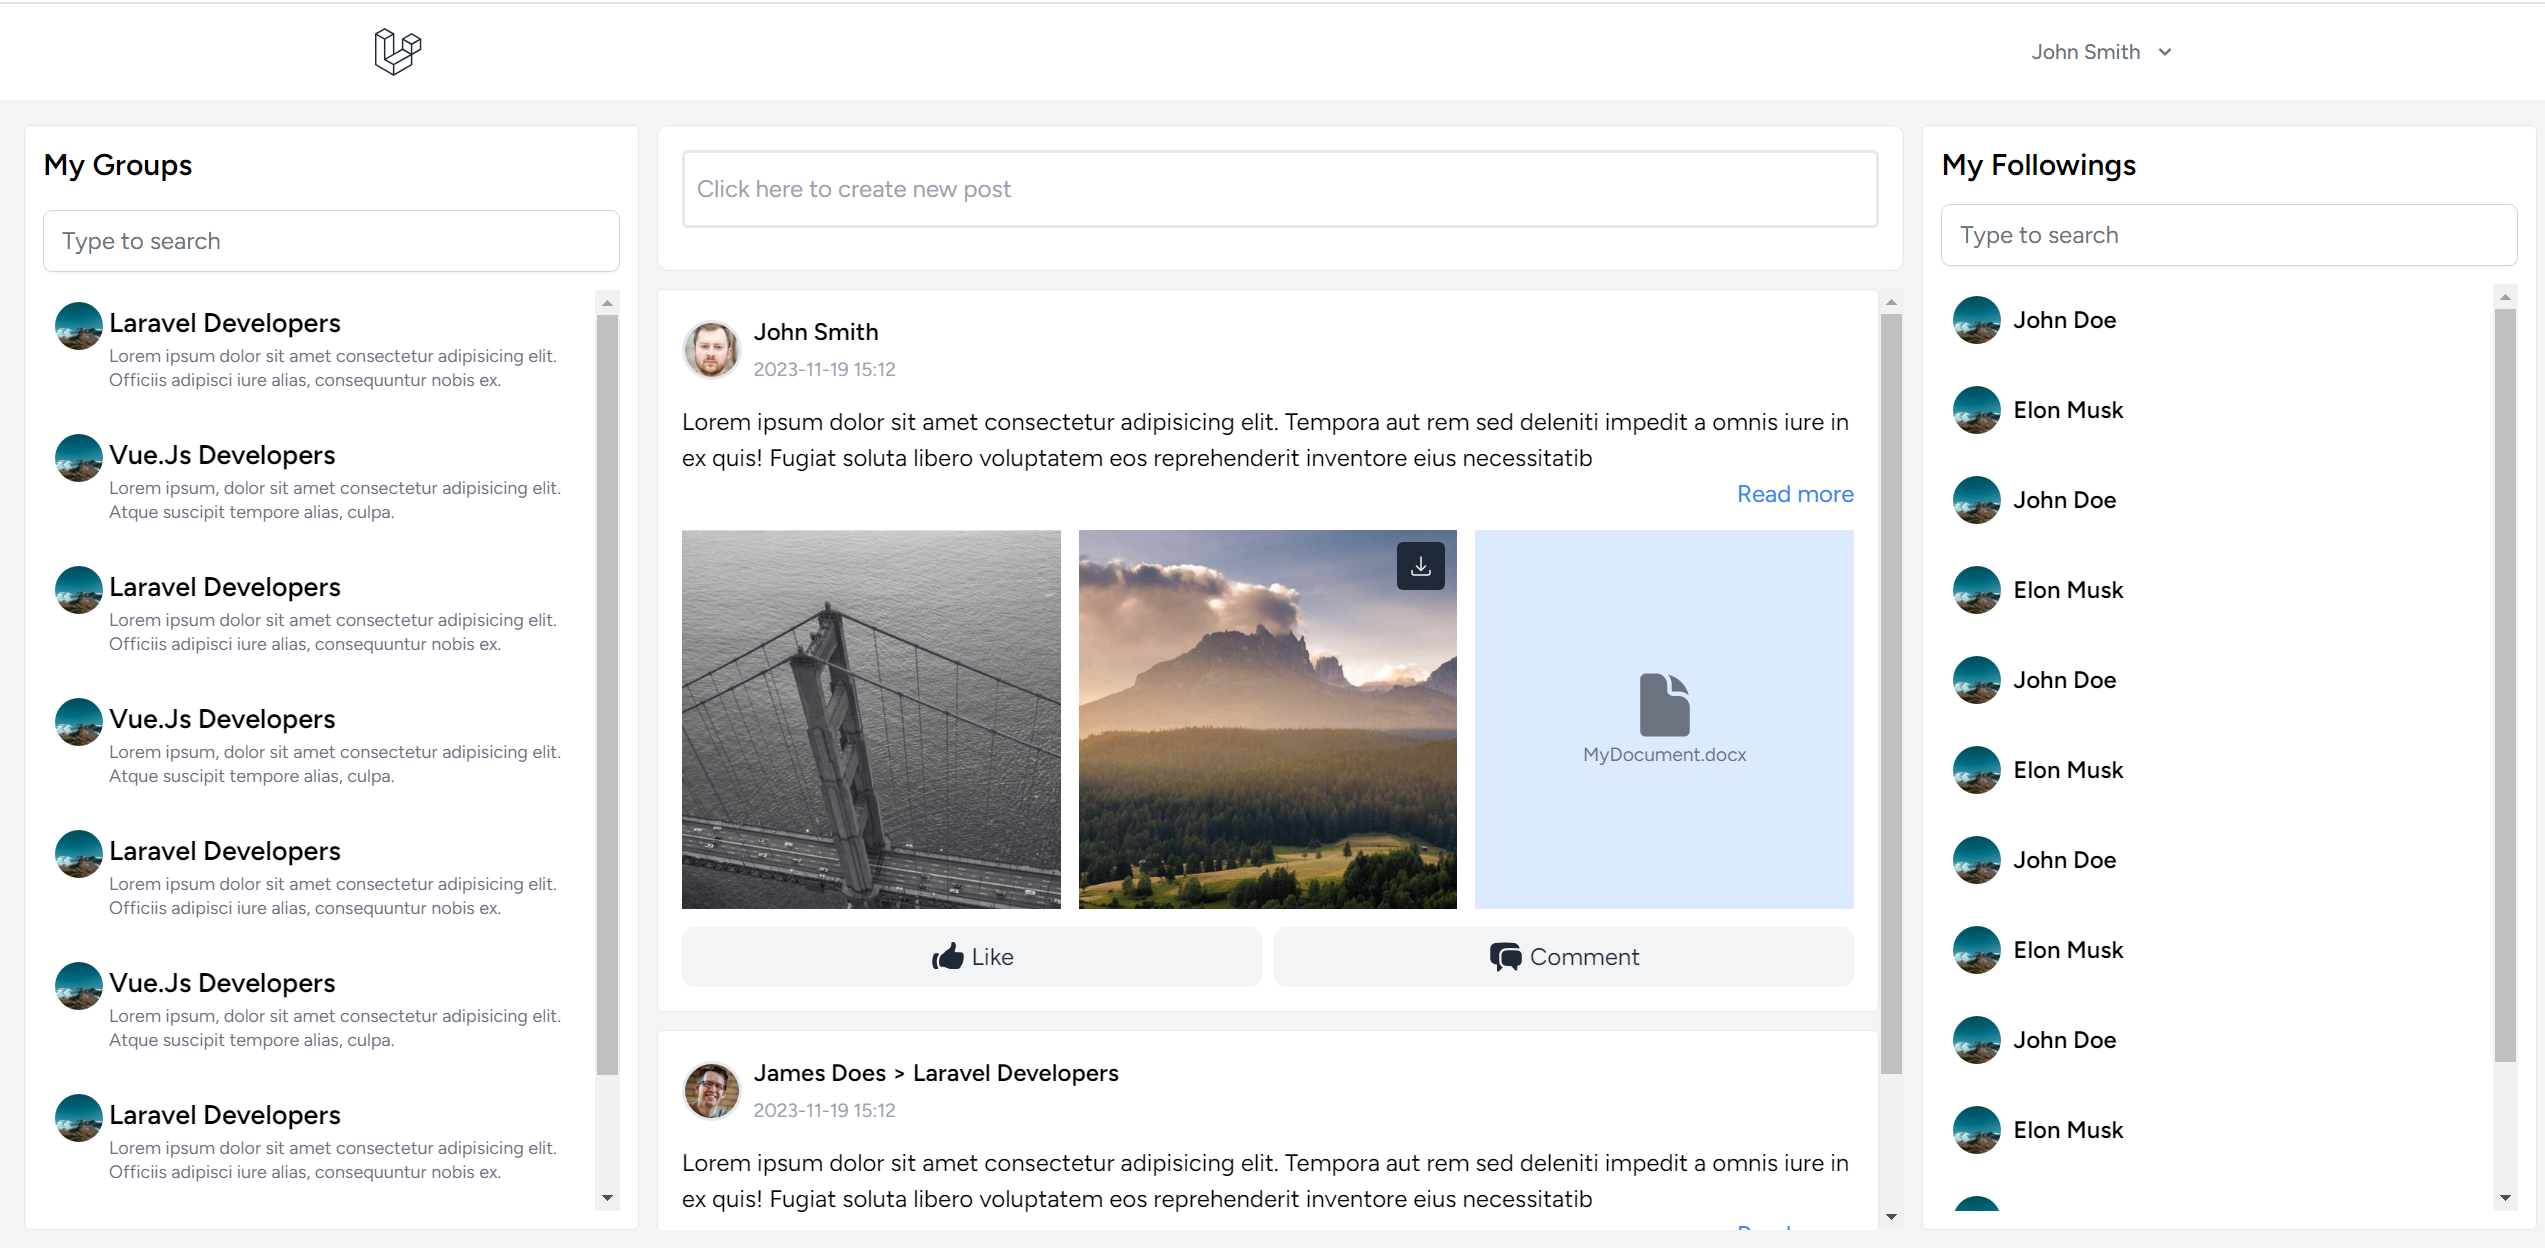 John Smith
My Groups
Type to search
Laravel Developers
Lorem ipsum dolor sit amet consectetur adipisicing elit.
Officiis adipisci iure alias, consequuntur nobis ex.
Vue.Js Developers
Lorem ipsum, dolor sit amet consectetur adipisicing elit.
Atque suscipit tempore alias, culpa.
Laravel Developers
Lorem ipsum dolor sit amet consectetur adipisicing elit.
Officiis adipisci iure alias, consequuntur nobis ex.
Vue.Js Developers
Lorem ipsum, dolor sit amet consectetur adipisicing elit.
Atque suscipit tempore alias, culpa.
Laravel Developers
Lorem ipsum dolor sit amet consectetur adipisicing elit.
Officiis adipisci iure alias, consequuntur nobis ex.
Vue.Js Developers
Lorem ipsum, dolor sit amet consectetur adipisicing elit.
Atque suscipit tempore alias, culpa.
Laravel Developers
Lorem ipsum dolor sit amet consectetur adipisicing elit.
Officiis adipisci iure alias, consequuntur nobis ex.
Click here to create new post
John Smith
2023-11-19 15:12
Lorem ipsum dolor sit amet consectetur adipisicing elit. Tempora aut rem sed deleniti impedit a omnis iure in
ex quis! Fugiat soluta libero voluptatem eos reprehenderit inventore eius necessitatib
Read more
MyDocument.docx
Like
Comment
James Does > Laravel Developers
2023-11-19 15:12
Lorem ipsum dolor sit amet consectetur adipisicing elit. Tempora aut rem sed deleniti impedit a omnis iure in
ex quis! Fugiat soluta libero voluptatem eos reprehenderit inventore eius necessitatib
My Followings
Type to search
John Doe
Elon Musk
John Doe
Elon Musk
John Doe
Elon Musk
John Doe
Elon Musk
John Doe
Elon Musk